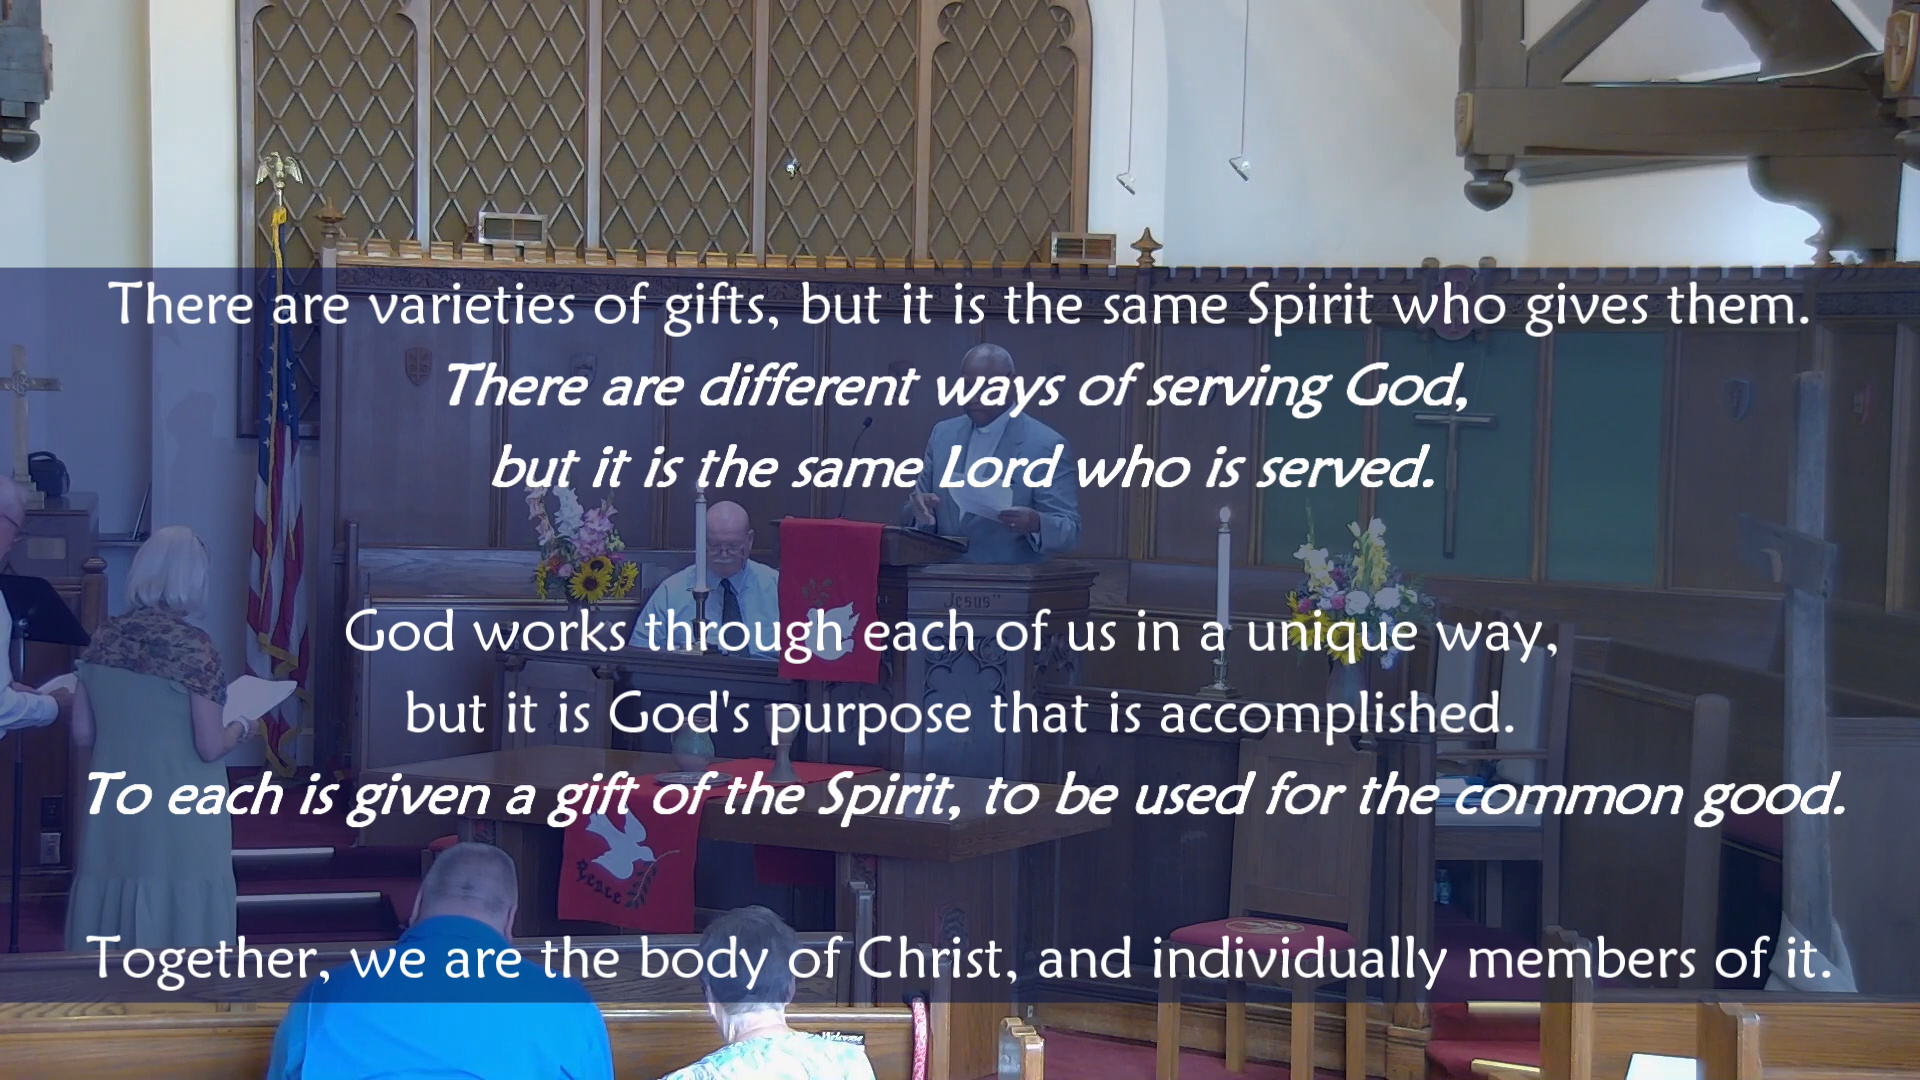 There are varieties of gifts, but it is the same Spirit who gives them.
There are different ways of serving God,
but it is the same Lord who is served.
Jesus"
God works through each of us in a unique way,
but it is God's purpose that is accomplished.
To each is given a gift of the Spirit, to be used for the common good.
Peace
Together, we are the body of Christ, and individually members of it.
Welcome